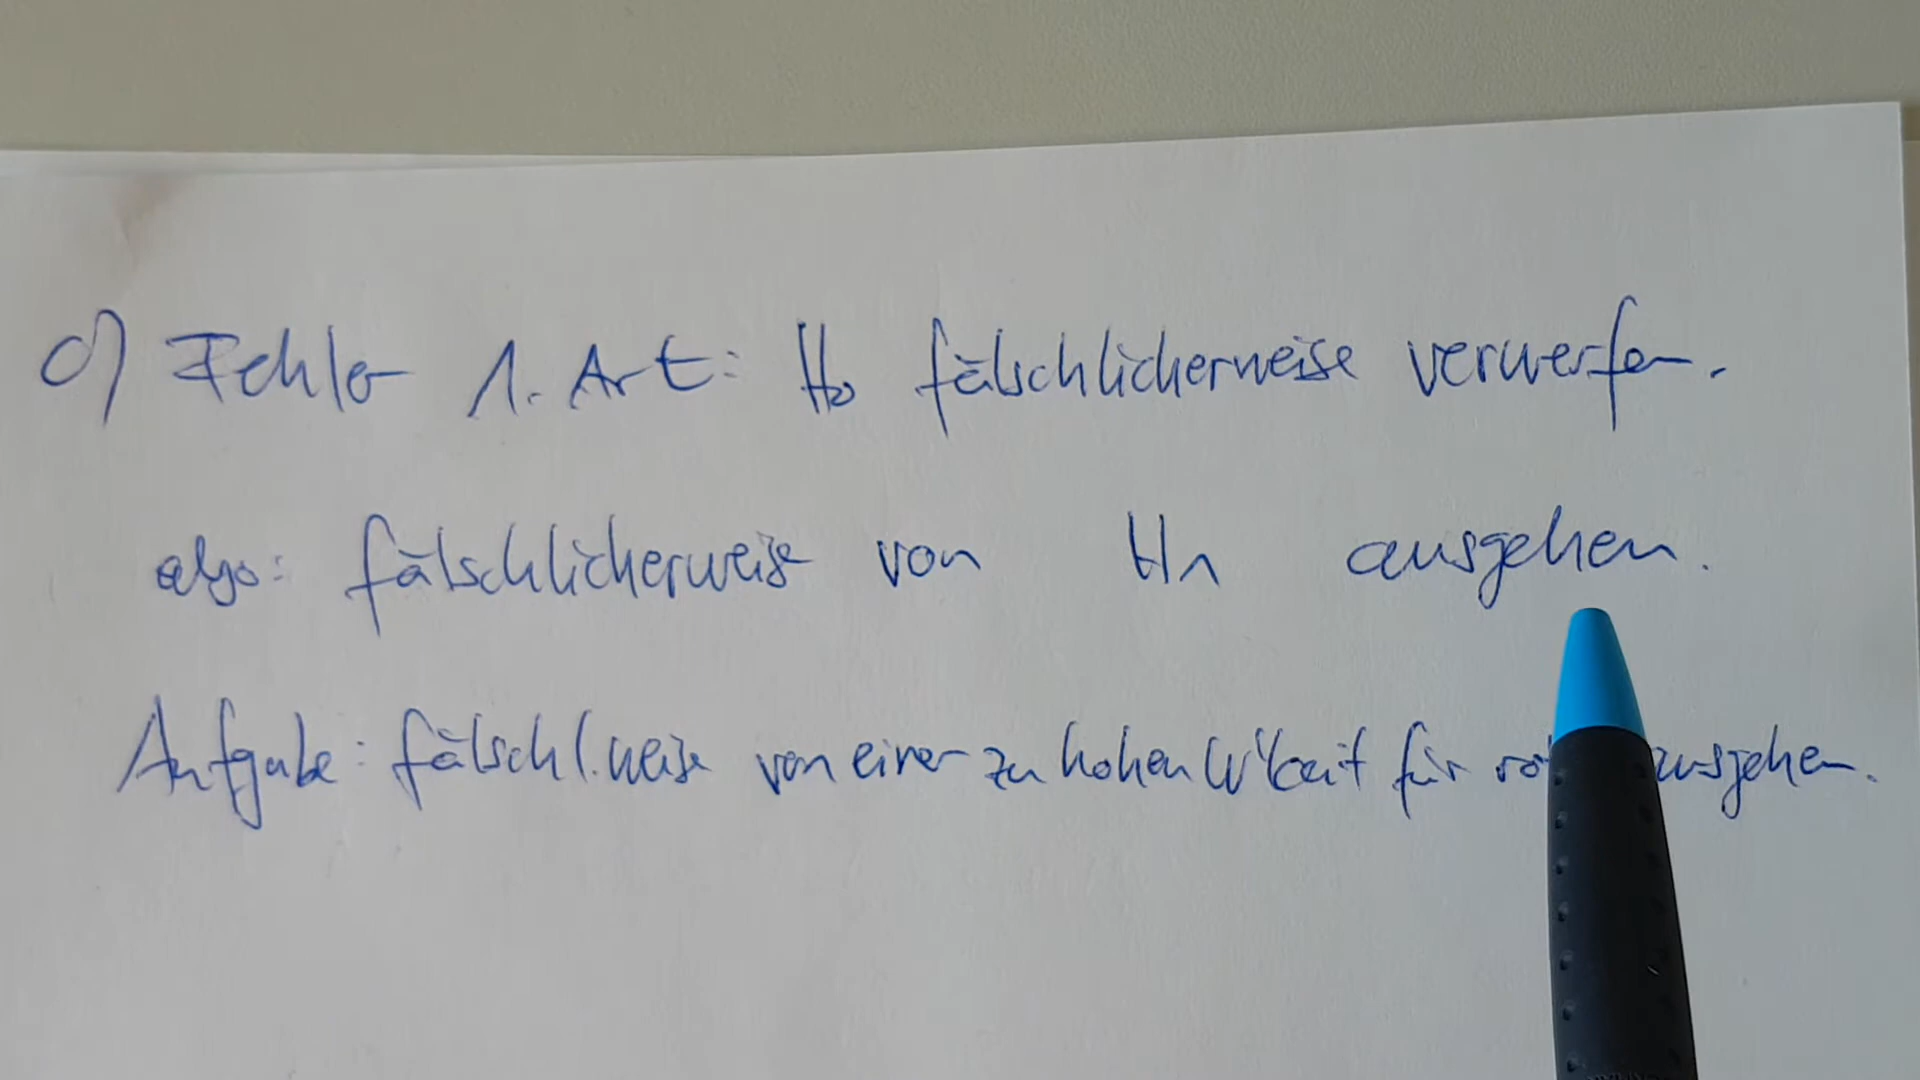 c) Fehler 1. Art: H0 fälschlicherweise verwerfen.
also: fälschlicherweise von H1 ausgehen.
Aufgabe: fälschl.weise von einer zu hohen W'keit für rot ausgehen.